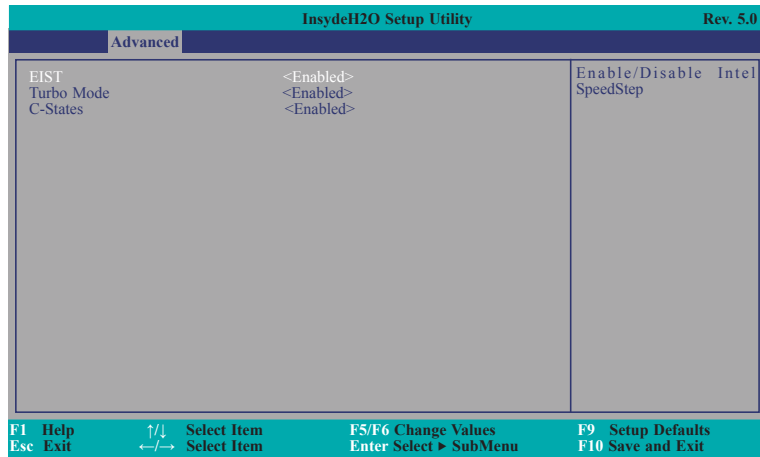 InsydeH2O Setup Utility Rev. 5.0
Advanced
EIST <Enabled>
Turbo Mode <Enabled>
C-States <Enabled>
Enable/Disable Intel
SpeedStep
F1 Help ↑/↓ Select Item F5/F6 Change Values F9 Setup Defaults
Esc Exit ←/→ Select Item Enter Select ► SubMenu F10 Save and Exit